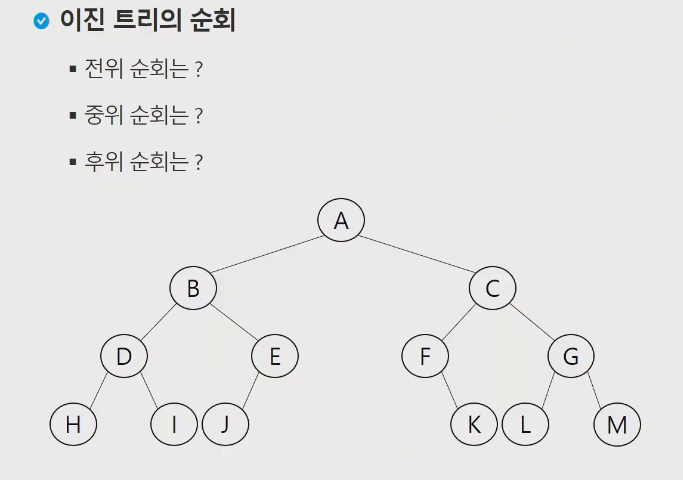 이진 트리의 순회
전위 순회는 ?
중위 순회는 ?
후위 순회는 ?
A
B C
D E F G
H I J K L M